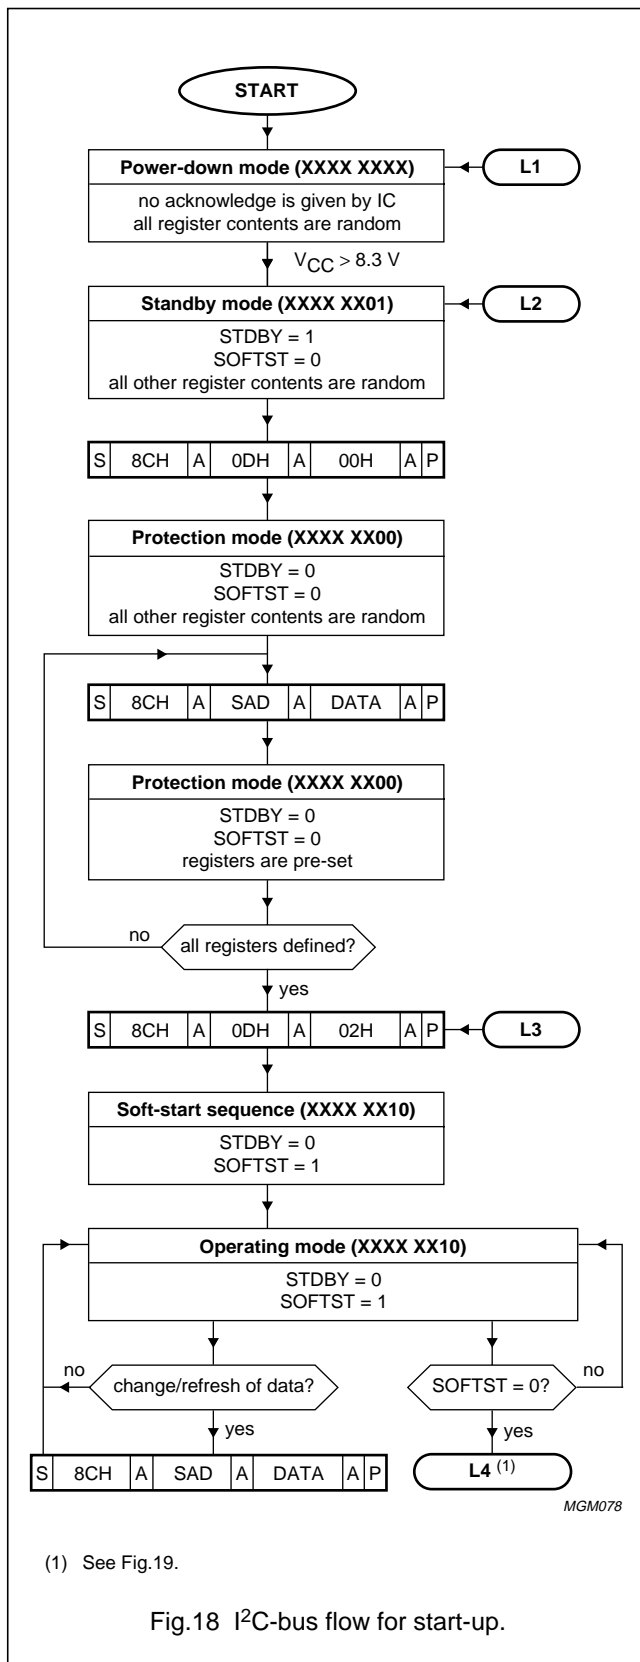 START
Power-down mode (XXXX XXXX)
L1
no acknowledge is given by IC
all register contents are random
VCC > 8.3 V
Standby mode (XXXX XX01)
L2
STDBY = 1
SOFTST = 0
all other register contents are random
S 8CH A 0DH A 00H A P
Protection mode (XXXX XX00)
STDBY = 0
SOFTST = 0
all other register contents are random
S 8CH A SAD A DATA A P
Protection mode (XXXX XX00)
STDBY = 0
SOFTST = 0
registers are pre-set
no
all registers defined?
yes
S 8CH A 0DH A 02H A P
L3
Soft-start sequence (XXXX XX10)
STDBY = 0
SOFTST = 1
Operating mode (XXXX XX10)
STDBY = 0
SOFTST = 1
no
change/refresh of data?
SOFTST = 0?
no
yes
yes
S 8CH A SAD A DATA A P
L4 (1)
MGM078
(1) See Fig.19.
Fig.18 I2C-bus flow for start-up.